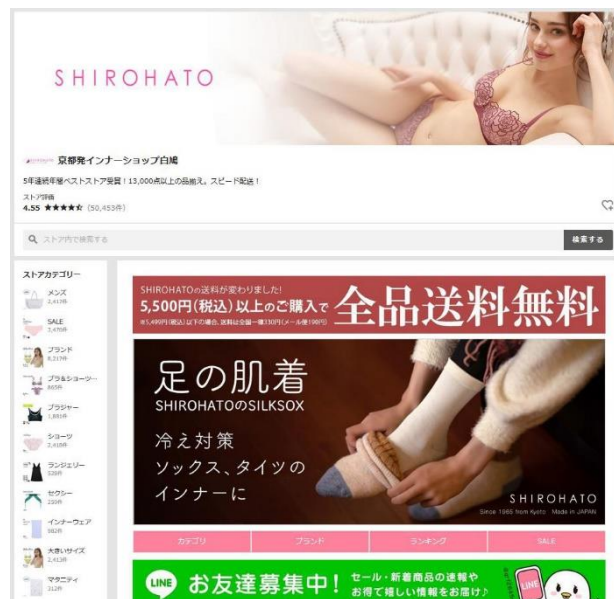 SHIROHATO
京都発インナーショップ白鳩
5年連続年間ベストストア受賞！13,000点以上の品揃え。スピード配送！
ストア評価
4.55 ★★★★☆ (50,453件)
ストア内で検索する
検索する
ストアカテゴリー
メンズ
SALE
ブランド
ブラ&ショーツ…
ブラジャー
ショーツ
ランジェリー
セクシー
インナーウェア
大きいサイズ
2,413件
マタニティ
312件
SHIROHATOの送料が変わりました!
5,500円(税込)以上のご購入で 全品送料無料
足の肌着
SHIROHATOのSILKSOX
冷え対策
ソックス、タイツの
インナーに
SHIROHATO
Since 1965 from Kyoto Made in JAPAN
カテゴリ
ブランド
ランキング
SALE
LINE お友達募集中！
セール・新着商品の速報や
お得で嬉しい情報をお届け♪
LINE